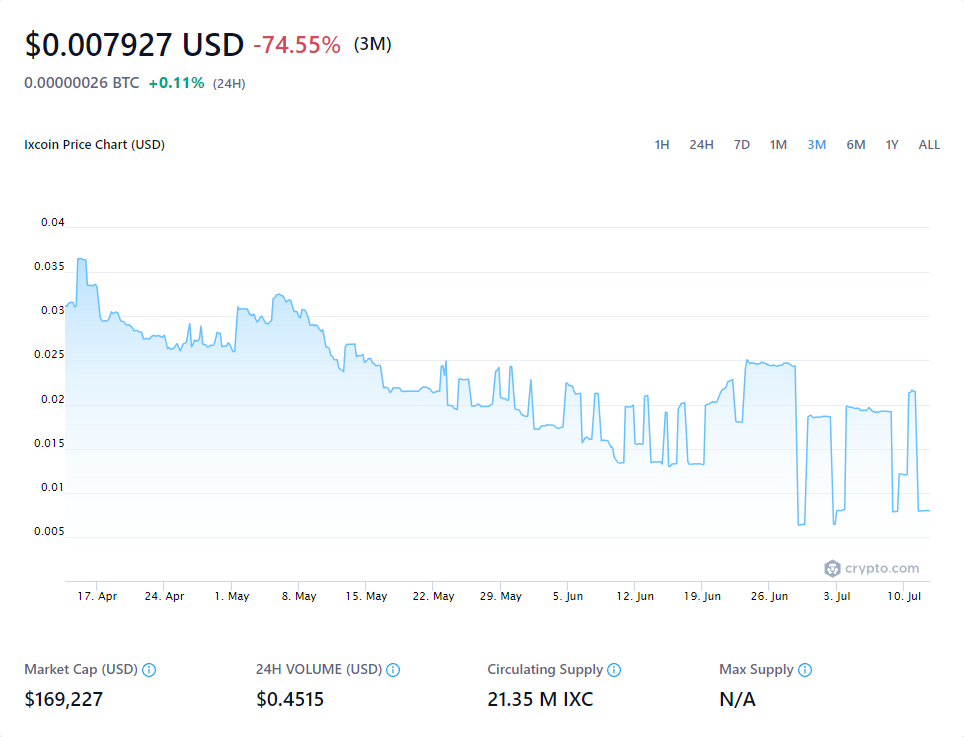 $0.007927 USD -74.55% (3M)
0.00000026 BTC +0.11% (24H)
Ixcoin Price Chart (USD) 1H 24H 7D 1M 3M 6M 1Y ALL
0.04
0.035
0.03
0.025
0.02
0.015
0.01
0.005
crypto.com
17. Apr 24. Apr 1. May 8. May 15. May 22. May 29. May 5. Jun 12. Jun 19. Jun 26. Jun 3. Jul 10. Jul
Market Cap (USD) 24H VOLUME (USD) Circulating Supply Max Supply
$169,227 $0.4515 21.35 M IXC N/A